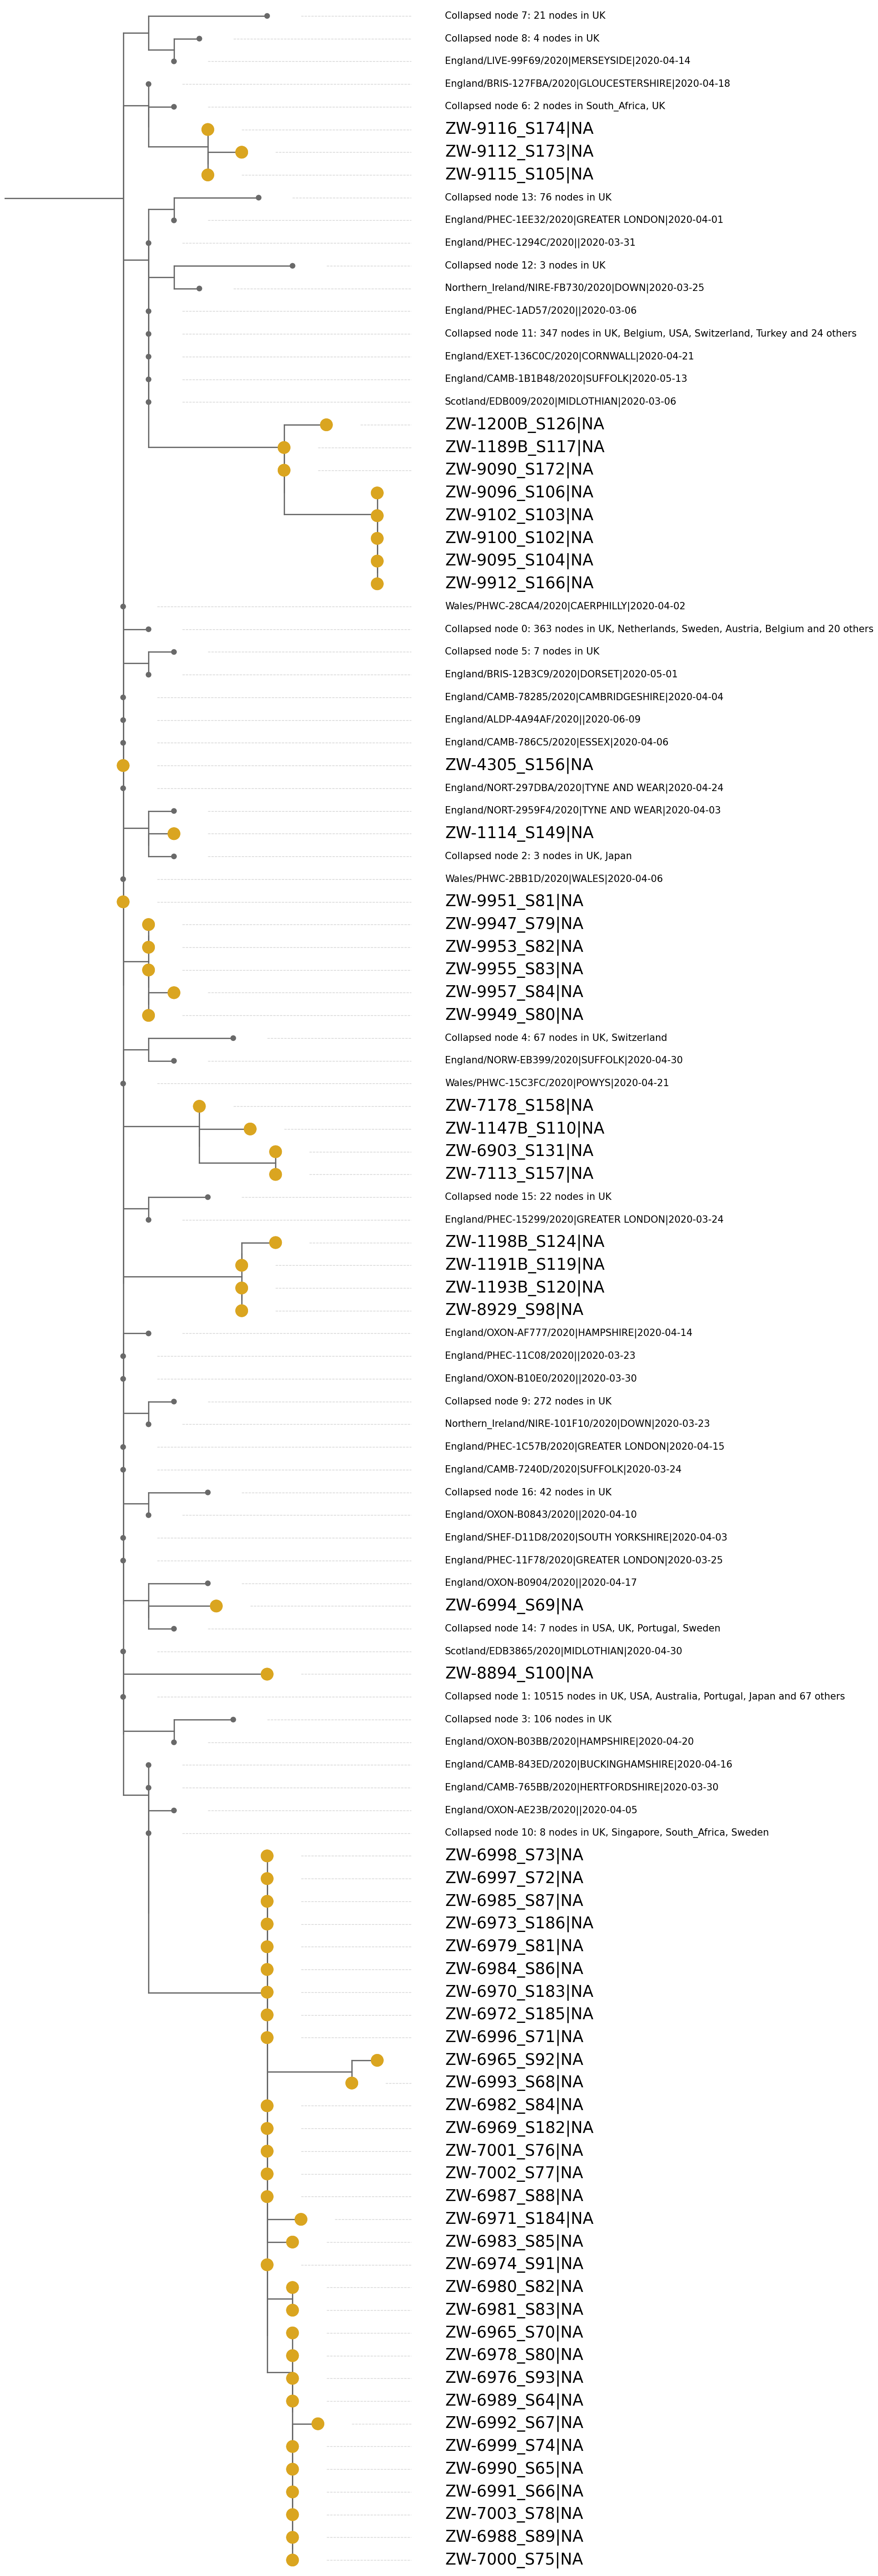 Collapsed node 7: 21 nodes in UK
Collapsed node 8: 4 nodes in UK
England/LIVE-99F69/2020|MERSEYSIDE|2020-04-14
England/BRIS-127FBA/2020|GLOUCESTERSHIRE|2020-04-18
Collapsed node 6: 2 nodes in South_Africa, UK
ZW-9116_S174|NA
ZW-9112_S173|NA
ZW-9115_S105|NA
Collapsed node 13: 76 nodes in UK
England/PHEC-1EE32/2020|GREATER LONDON|2020-04-01
England/PHEC-1294C/2020||2020-03-31
Collapsed node 12: 3 nodes in UK
Northern_Ireland/NIRE-FB730/2020|DOWN|2020-03-25
England/PHEC-1AD57/2020||2020-03-06
Collapsed node 11: 347 nodes in UK, Belgium, USA, Switzerland, Turkey and 24 others
England/EXET-136C0C/2020|CORNWALL|2020-04-21
England/CAMB-1B1B48/2020|SUFFOLK|2020-05-13
Scotland/EDB009/2020|MIDLOTHIAN|2020-03-06
ZW-1200B_S126|NA
ZW-1189B_S117|NA
ZW-9090_S172|NA
ZW-9096_S106|NA
ZW-9102_S103|NA
ZW-9100_S102|NA
ZW-9095_S104|NA
ZW-9912_S166|NA
Wales/PHWC-28CA4/2020|CAERPHILLY|2020-04-02
Collapsed node 0: 363 nodes in UK, Netherlands, Sweden, Austria, Belgium and 20 others
Collapsed node 5: 7 nodes in UK
England/BRIS-12B3C9/2020|DORSET|2020-05-01
England/CAMB-78285/2020|CAMBRIDGESHIRE|2020-04-04
England/ALDP-4A94AF/2020||2020-06-09
England/CAMB-786C5/2020|ESSEX|2020-04-06
ZW-4305_S156|NA
England/NORT-297DBA/2020|TYNE AND WEAR|2020-04-24
England/NORT-2959F4/2020|TYNE AND WEAR|2020-04-03
ZW-1114_S149|NA
Collapsed node 2: 3 nodes in UK, Japan
Wales/PHWC-2BB1D/2020|WALES|2020-04-06
ZW-9951_S81|NA
ZW-9947_S79|NA
ZW-9953_S82|NA
ZW-9955_S83|NA
ZW-9957_S84|NA
ZW-9949_S80|NA
Collapsed node 4: 67 nodes in UK, Switzerland
England/NORW-EB399/2020|SUFFOLK|2020-04-30
Wales/PHWC-15C3FC/2020|POWYS|2020-04-21
ZW-7178_S158|NA
ZW-1147B_S110|NA
ZW-6903_S131|NA
ZW-7113_S157|NA
Collapsed node 15: 22 nodes in UK
England/PHEC-15299/2020|GREATER LONDON|2020-03-24
ZW-1198B_S124|NA
ZW-1191B_S119|NA
ZW-1193B_S120|NA
ZW-8929_S98|NA
England/OXON-AF777/2020|HAMPSHIRE|2020-04-14
England/PHEC-11C08/2020||2020-03-23
England/OXON-B10E0/2020||2020-03-30
Collapsed node 9: 272 nodes in UK
Northern_Ireland/NIRE-101F10/2020|DOWN|2020-03-23
England/PHEC-1C57B/2020|GREATER LONDON|2020-04-15
England/CAMB-7240D/2020|SUFFOLK|2020-03-24
Collapsed node 16: 42 nodes in UK
England/OXON-B0843/2020||2020-04-10
England/SHEF-D11D8/2020|SOUTH YORKSHIRE|2020-04-03
England/PHEC-11F78/2020|GREATER LONDON|2020-03-25
England/OXON-B0904/2020||2020-04-17
ZW-6994_S69|NA
Collapsed node 14: 7 nodes in USA, UK, Portugal, Sweden
Scotland/EDB3865/2020|MIDLOTHIAN|2020-04-30
ZW-8894_S100|NA
Collapsed node 1: 10515 nodes in UK, USA, Australia, Portugal, Japan and 67 others
Collapsed node 3: 106 nodes in UK
England/OXON-B03BB/2020|HAMPSHIRE|2020-04-20
England/CAMB-843ED/2020|BUCKINGHAMSHIRE|2020-04-16
England/CAMB-765BB/2020|HERTFORDSHIRE|2020-03-30
England/OXON-AE23B/2020||2020-04-05
Collapsed node 10: 8 nodes in UK, Singapore, South_Africa, Sweden
ZW-6998_S73|NA
ZW-6997_S72|NA
ZW-6985_S87|NA
ZW-6973_S186|NA
ZW-6979_S81|NA
ZW-6984_S86|NA
ZW-6970_S183|NA
ZW-6972_S185|NA
ZW-6996_S71|NA
ZW-6965_S92|NA
ZW-6993_S68|NA
ZW-6982_S84|NA
ZW-6969_S182|NA
ZW-7001_S76|NA
ZW-7002_S77|NA
ZW-6987_S88|NA
ZW-6971_S184|NA
ZW-6983_S85|NA
ZW-6974_S91|NA
ZW-6980_S82|NA
ZW-6981_S83|NA
ZW-6965_S70|NA
ZW-6978_S80|NA
ZW-6976_S93|NA
ZW-6989_S64|NA
ZW-6992_S67|NA
ZW-6999_S74|NA
ZW-6990_S65|NA
ZW-6991_S66|NA
ZW-7003_S78|NA
ZW-6988_S89|NA
ZW-7000_S75|NA